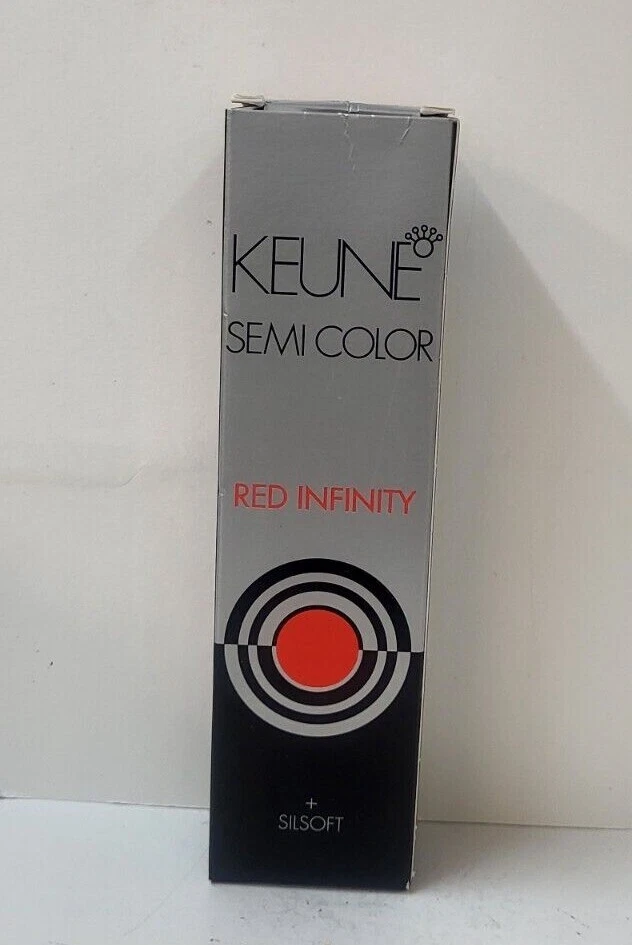 KEUNE
SEMI COLOR
RED INFINITY
+
SILSOFT